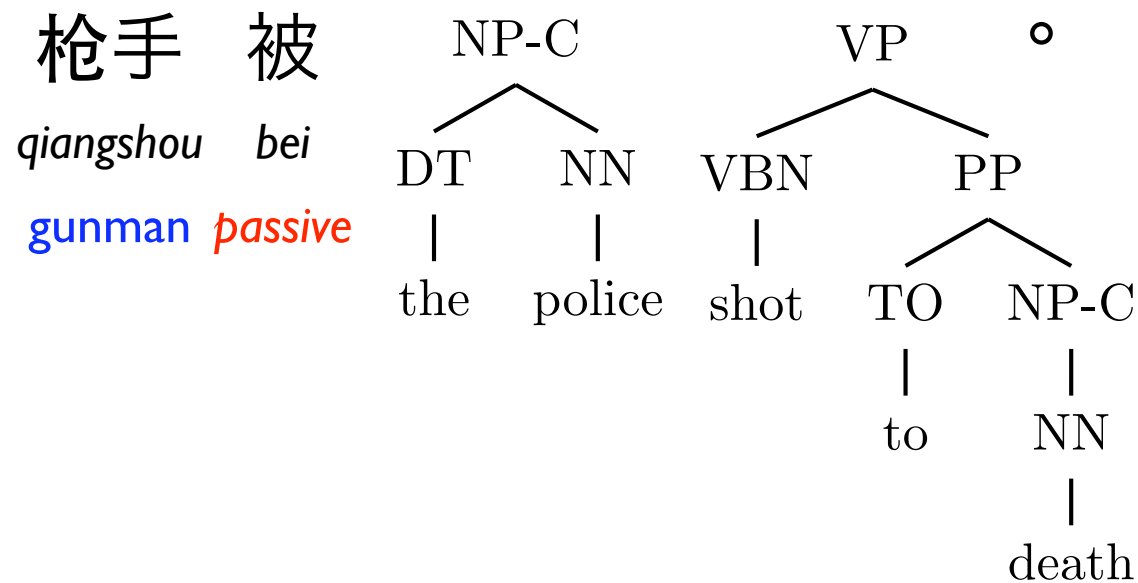 枪手 被 NP-C VP 。
qiangshou bei DT NN VBN PP
gunman passive
the police shot TO NP-C
to NN
death